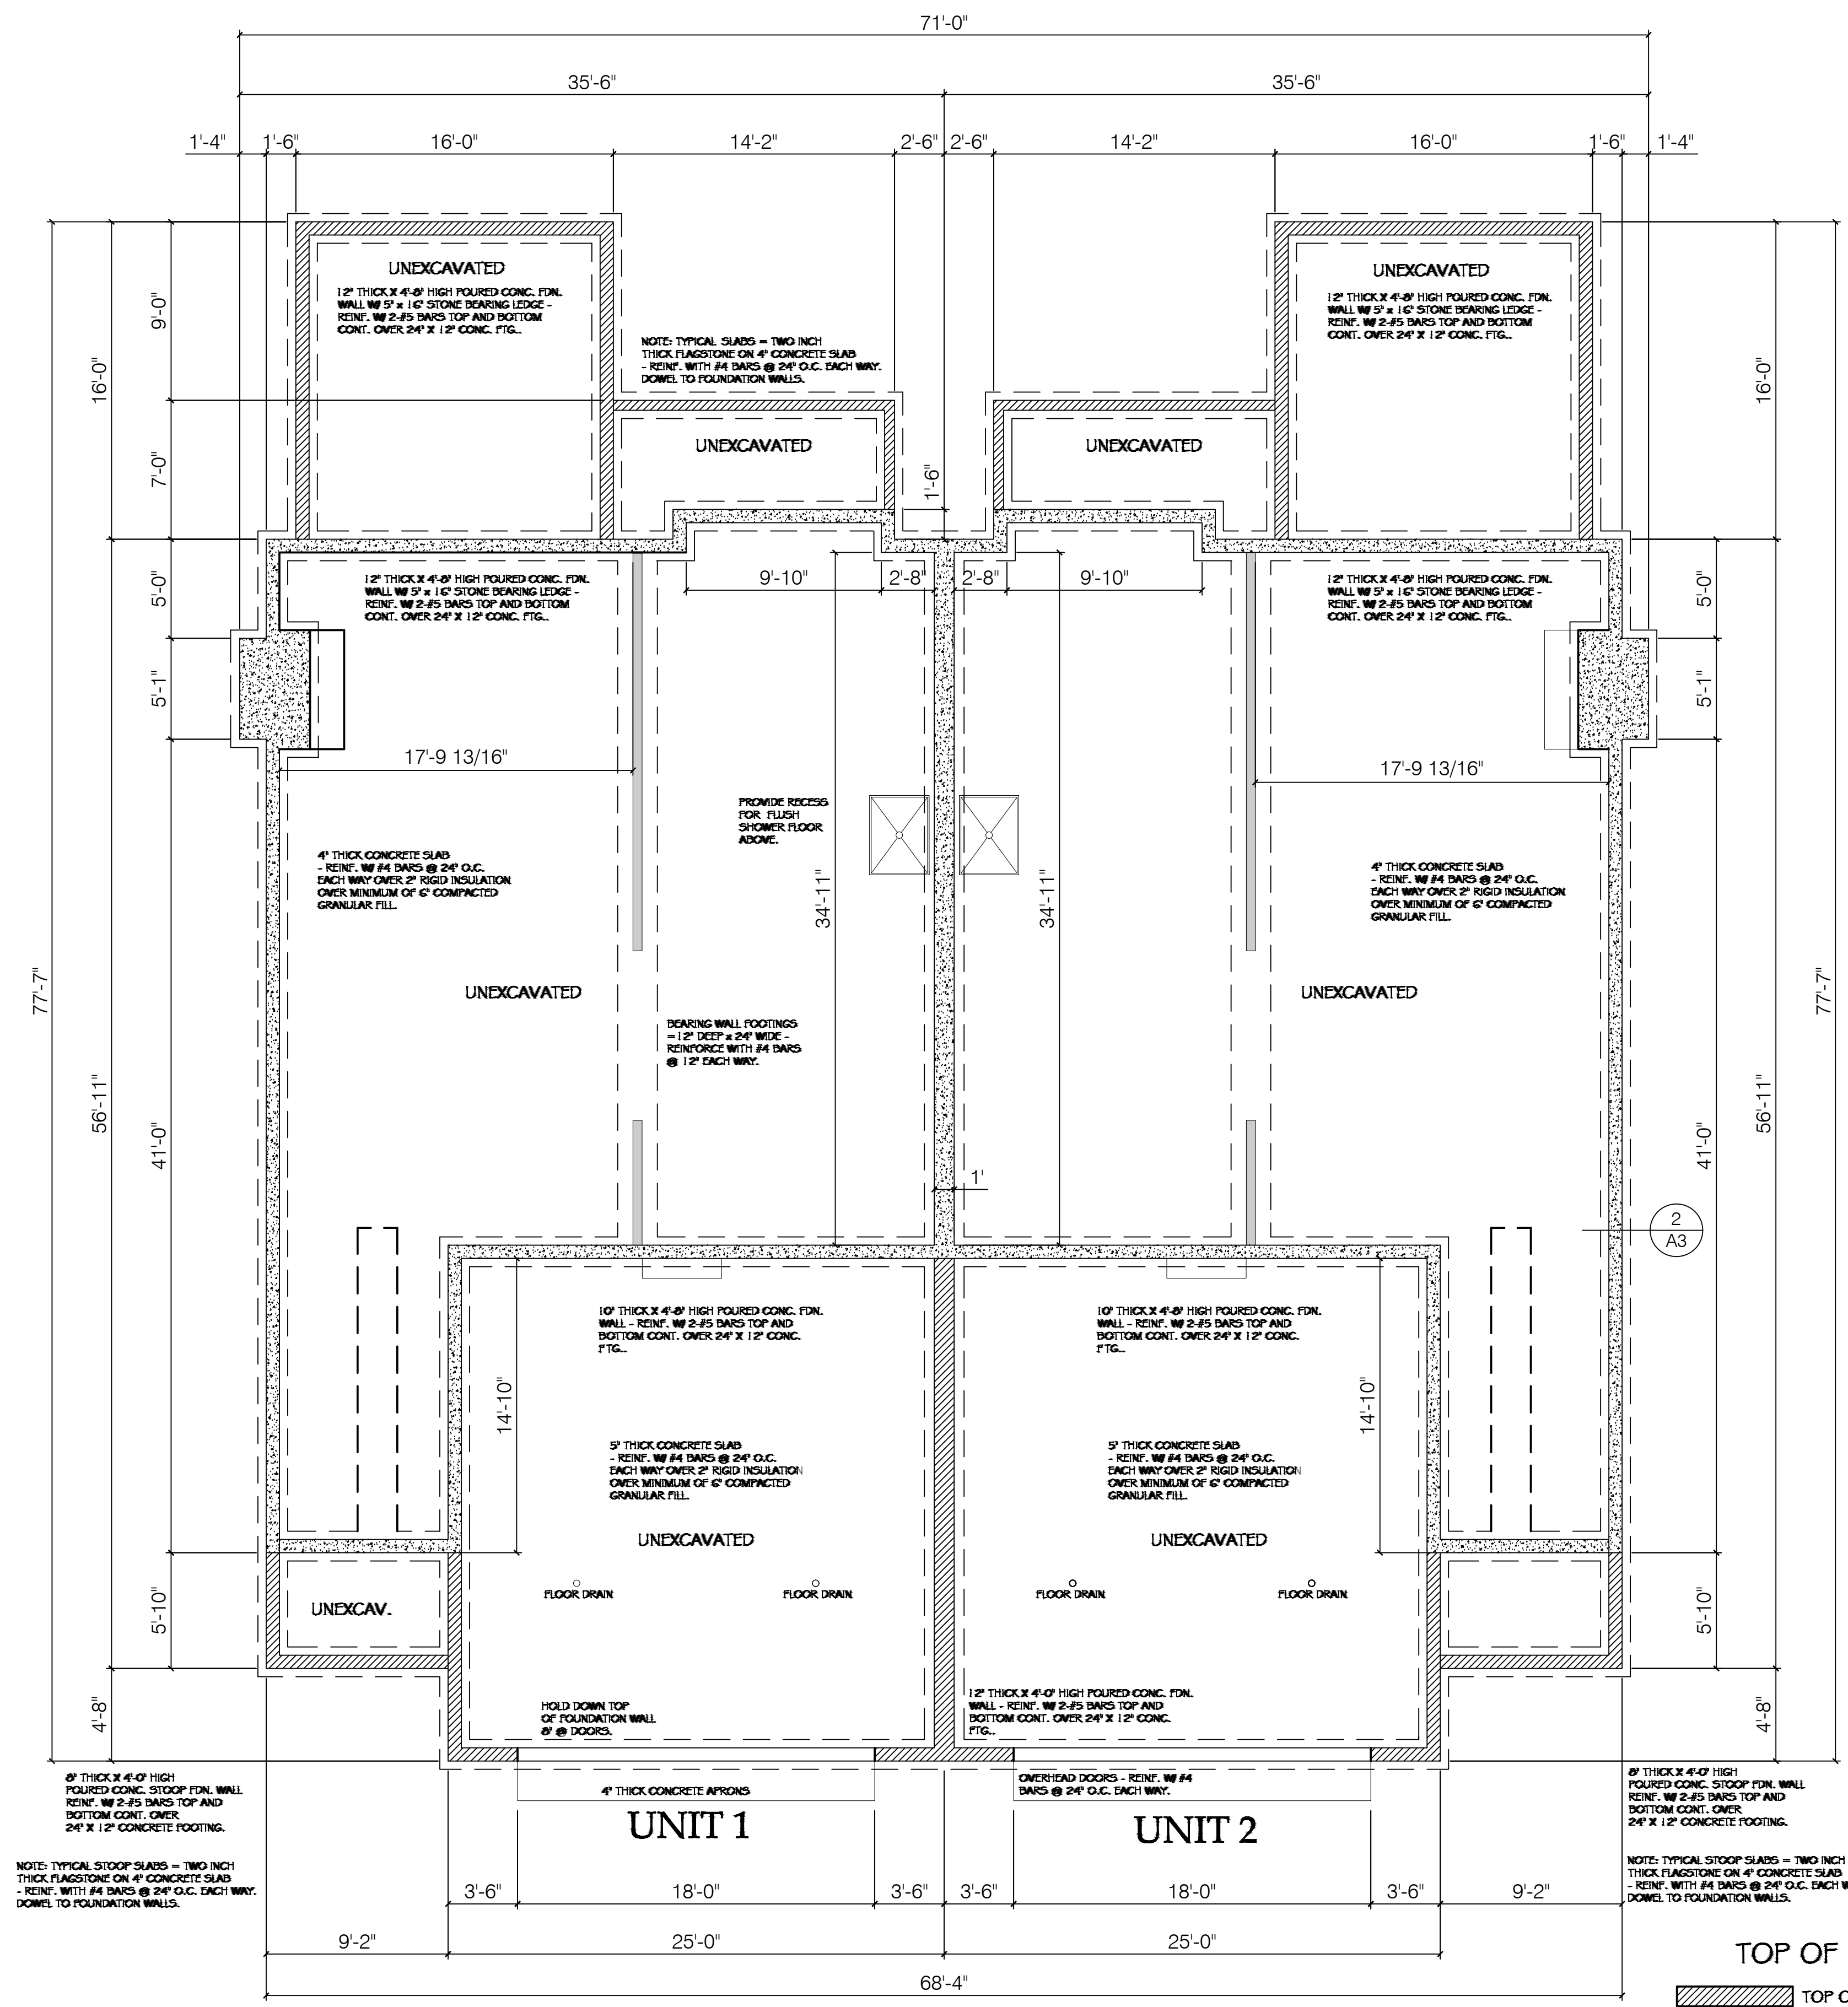 71'-0"
35'-6" 35'-6"
1'-4" 1'-6" 16'-0" 14'-2" 2'-6" 2'-6" 14'-2" 16'-0" 1'-6" 1'-4"
UNEXCAVATED
12" THICK X 4'-8" HIGH POURED CONC. FDN.
WALL W/ 5" x 16" STONE BEARING LEDGE -
REINF. W/ 2-#5 BARS TOP AND BOTTOM
CONT. OVER 24" X 12" CONC. FTG..
UNEXCAVATED
12" THICK X 4'-8" HIGH POURED CONC. FDN.
WALL W/ 5" x 16" STONE BEARING LEDGE -
REINF. W/ 2-#5 BARS TOP AND BOTTOM
CONT. OVER 24" X 12" CONC. FTG..
9'-0"
16'-0"
16'-0"
NOTE: TYPICAL SLABS = TWO INCH
THICK FLAGSTONE ON 4" CONCRETE SLAB
- REINF. WITH #4 BARS @ 24" O.C. EACH WAY.
DOWEL TO FOUNDATION WALLS.
UNEXCAVATED
UNEXCAVATED
7'-0"
1'-6"
12" THICK X 4'-8" HIGH POURED CONC. FDN.
WALL W/ 5" x 16" STONE BEARING LEDGE -
REINF. W/ 2-#5 BARS TOP AND BOTTOM
CONT. OVER 24" X 12" CONC. FTG..
9'-10" 2'-8" 2'-8" 9'-10"
12" THICK X 4'-8" HIGH POURED CONC. FDN.
WALL W/ 5" x 16" STONE BEARING LEDGE -
REINF. W/ 2-#5 BARS TOP AND BOTTOM
CONT. OVER 24" X 12" CONC. FTG..
5'-0"
5'-0"
5'-1"
5'-1"
17'-9 13/16"
17'-9 13/16"
PROVIDE RECESS
FOR FLUSH
SHOWER FLOOR
ABOVE.
4" THICK CONCRETE SLAB
- REINF. W/ #4 BARS @ 24" O.C.
EACH WAY OVER 2" RIGID INSULATION
OVER MINIMUM OF 6" COMPACTED
GRANULAR FILL.
34'-11"
34'-11"
4" THICK CONCRETE SLAB
- REINF. W/ #4 BARS @ 24" O.C.
EACH WAY OVER 2" RIGID INSULATION
OVER MINIMUM OF 6" COMPACTED
GRANULAR FILL.
77'-7"
UNEXCAVATED
UNEXCAVATED
77'-7"
BEARING WALL FOOTINGS
=12" DEEP x 24" WIDE -
REINFORCE WITH #4 BARS
@ 12" EACH WAY.
56'-11"
41'-0"
41'-0"
56'-11"
1'
2
A3
10" THICK X 4'-8" HIGH POURED CONC. FDN.
WALL - REINF. W/ 2-#5 BARS TOP AND
BOTTOM CONT. OVER 24" X 12" CONC.
FTG..
10" THICK X 4'-8" HIGH POURED CONC. FDN.
WALL - REINF. W/ 2-#5 BARS TOP AND
BOTTOM CONT. OVER 24" X 12" CONC.
FTG..
14'-10"
14'-10"
5" THICK CONCRETE SLAB
- REINF. W/ #4 BARS @ 24" O.C.
EACH WAY OVER 2" RIGID INSULATION
OVER MINIMUM OF 6" COMPACTED
GRANULAR FILL.
5" THICK CONCRETE SLAB
- REINF. W/ #4 BARS @ 24" O.C.
EACH WAY OVER 2" RIGID INSULATION
OVER MINIMUM OF 6" COMPACTED
GRANULAR FILL.
UNEXCAVATED
UNEXCAVATED
FLOOR DRAIN FLOOR DRAIN FLOOR DRAIN FLOOR DRAIN
UNEXCAV.
5'-10"
5'-10"
HOLD DOWN TOP
OF FOUNDATION WALL
8" @ DOORS.
12" THICK X 4'-0" HIGH POURED CONC. FDN.
WALL - REINF. W/ 2-#5 BARS TOP AND
BOTTOM CONT. OVER 24" X 12" CONC.
FTG..
4'-8"
4'-8"
8" THICK X 4'-0" HIGH
POURED CONC. STOOP FDN. WALL
REINF. W/ 2-#5 BARS TOP AND
BOTTOM CONT. OVER
24" X 12" CONCRETE FOOTING.
4" THICK CONCRETE APRONS
OVERHEAD DOORS - REINF. W/ #4
BARS @ 24" O.C. EACH WAY.
8" THICK X 4'-0" HIGH
POURED CONC. STOOP FDN. WALL
REINF. W/ 2-#5 BARS TOP AND
BOTTOM CONT. OVER
24" X 12" CONCRETE FOOTING.
UNIT 1
UNIT 2
NOTE: TYPICAL STOOP SLABS = TWO INCH
THICK FLAGSTONE ON 4" CONCRETE SLAB
- REINF. WITH #4 BARS @ 24" O.C. EACH WAY.
DOWEL TO FOUNDATION WALLS.
NOTE: TYPICAL STOOP SLABS = TWO INCH
THICK FLAGSTONE ON 4" CONCRETE SLAB
- REINF. WITH #4 BARS @ 24" O.C. EACH
DOWEL TO FOUNDATION WALLS.
3'-6" 18'-0" 3'-6" 3'-6" 18'-0" 3'-6" 9'-2"
9'-2" 25'-0" 25'-0"
68'-4"
TOP OF
TOP